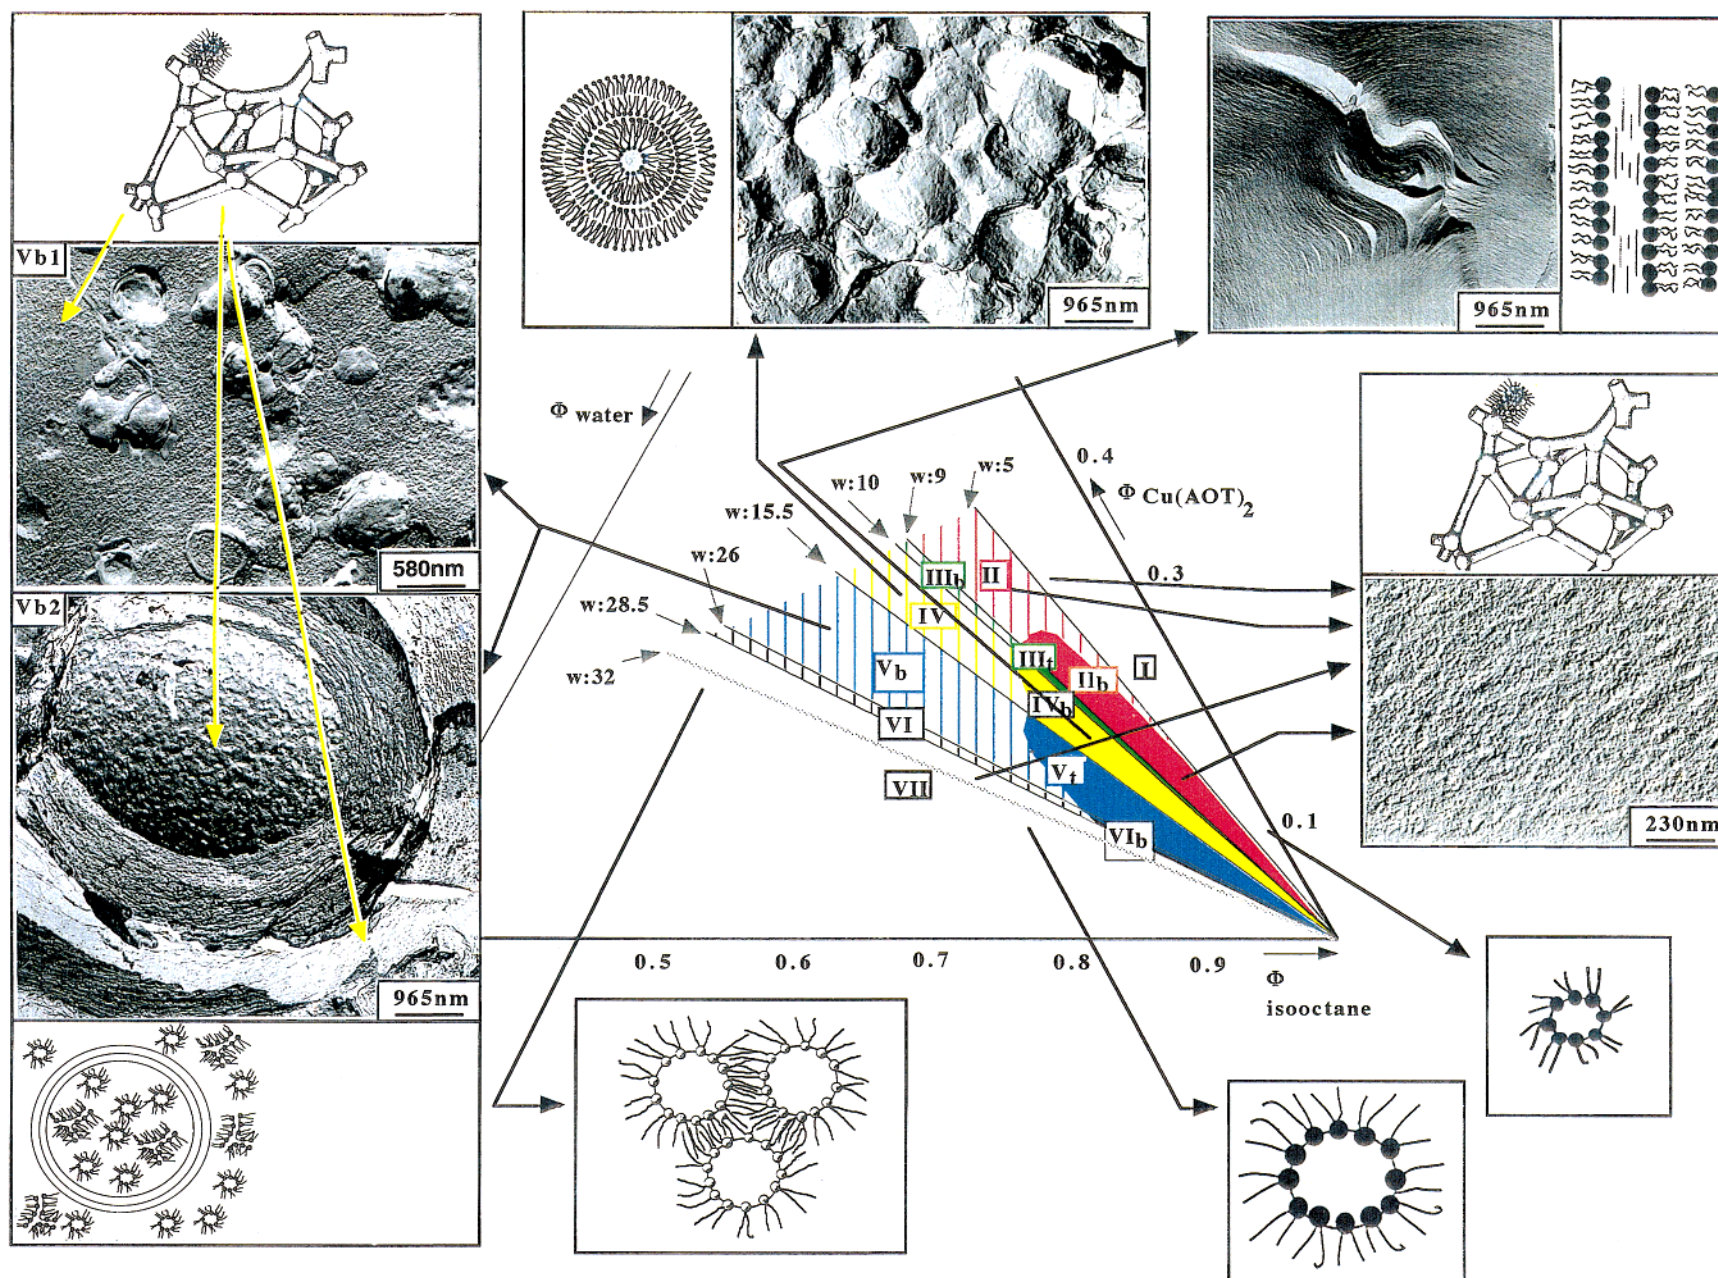 Vb1
580nm
Vb2
965nm
965nm
965nm
Φ water
w:5
w:9
w:10
w:15.5
w:26
w:28.5
w:32
0.4
Φ Cu(AOT)2
0.3
0.1
IIIb
II
IV
IIIt
IIb
I
Vb
IVb
VI
Vt
VII
VIb
230nm
0.5
0.6
0.7
0.8
0.9
Φ
isooctane